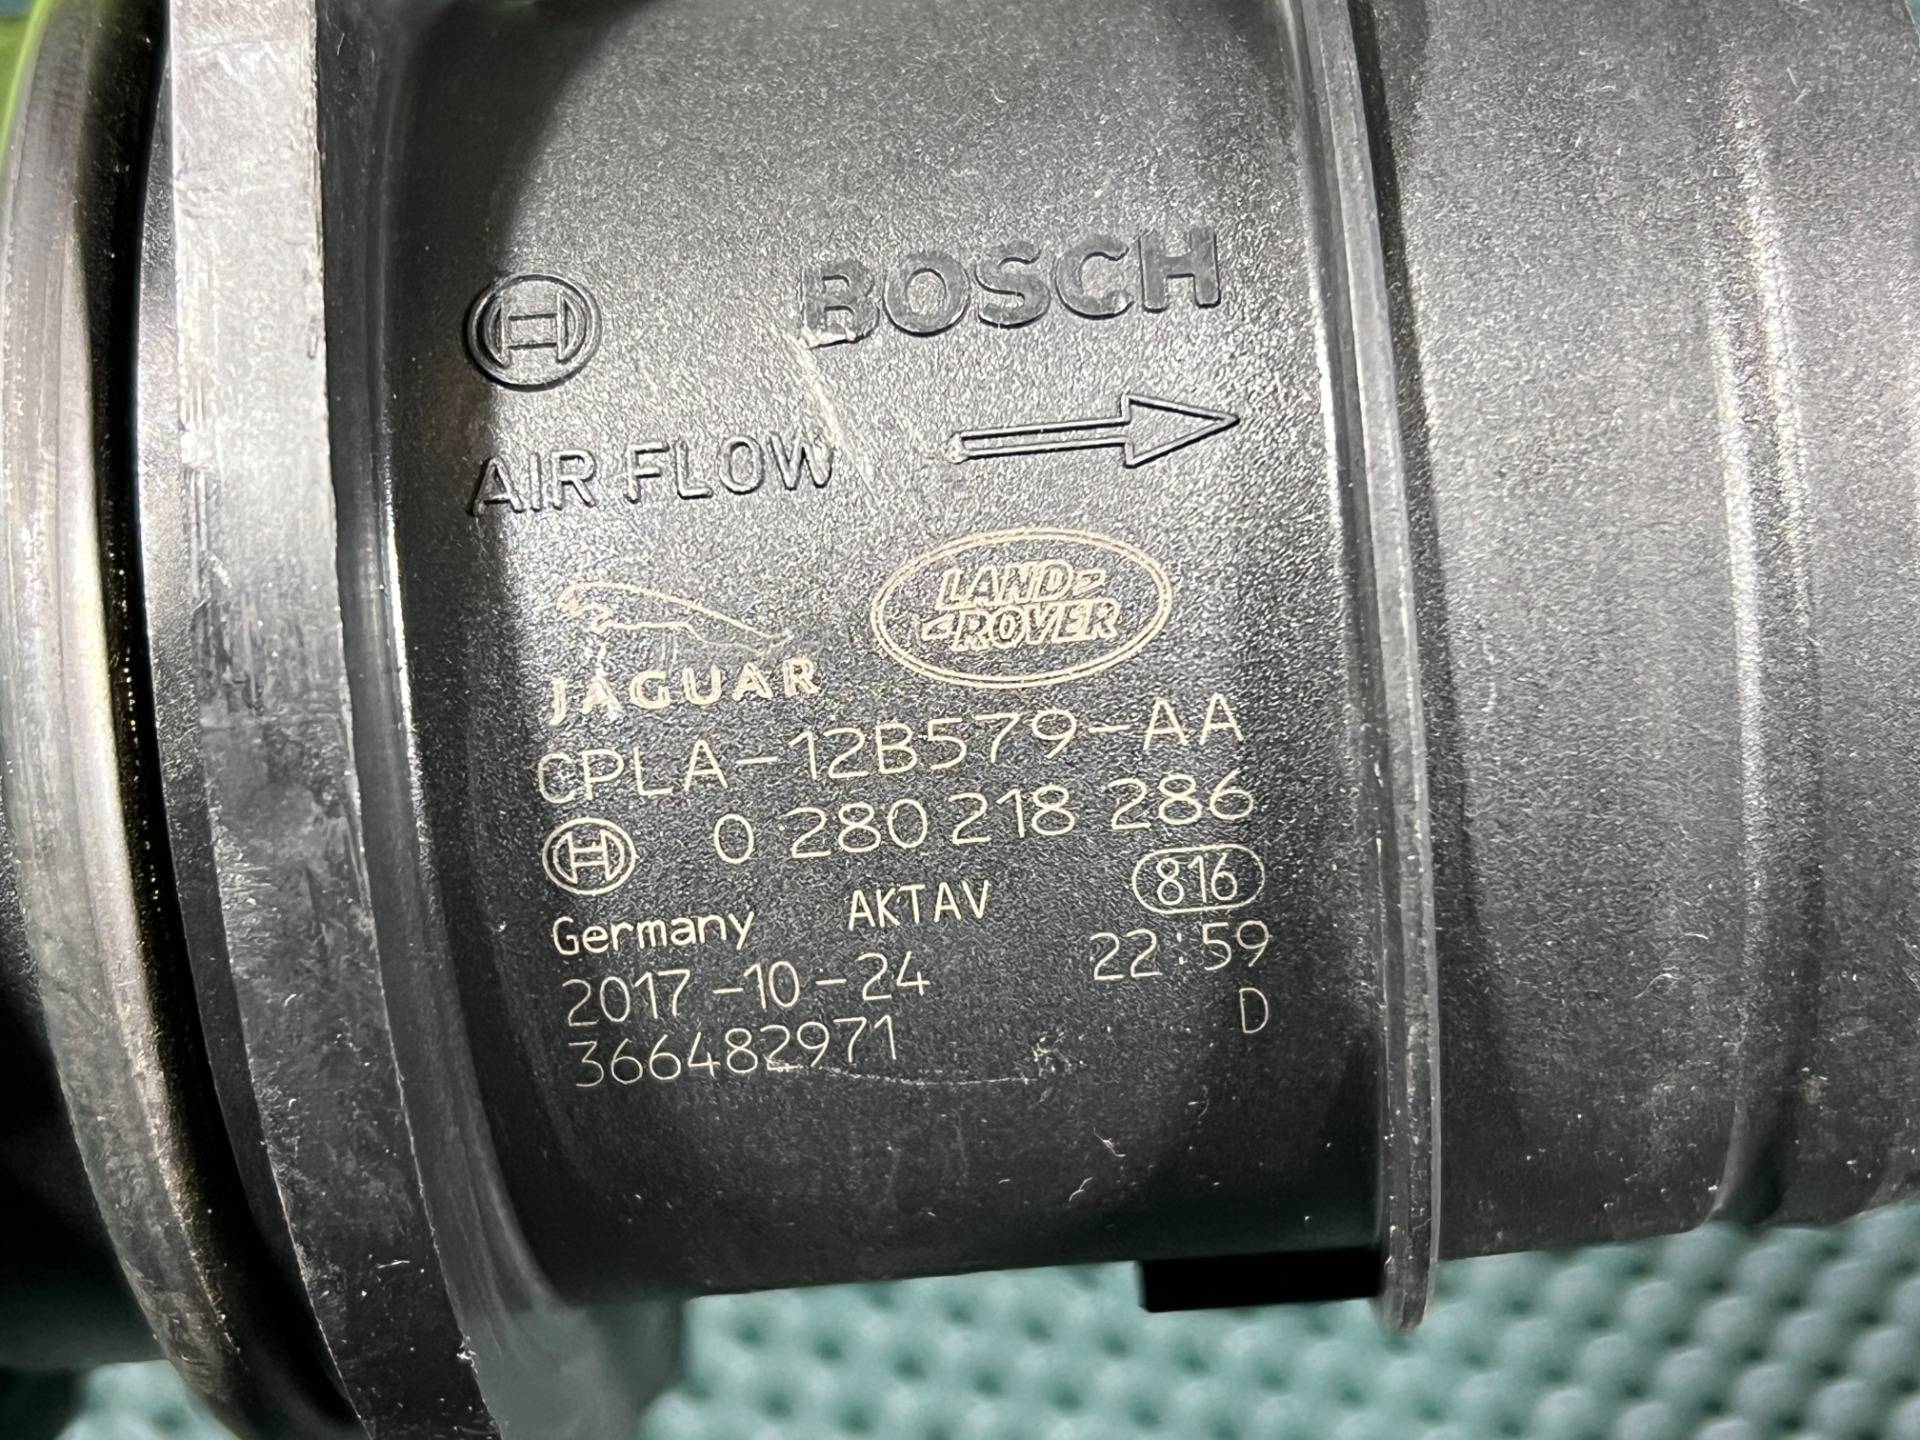 BOSCH
AIR FLOW
LAND
ROVER
JAGUAR
CPLA-12B579-AA
0 280 218 286
Germany AKTAV 816
2017-10-24 22:59
366482971 D